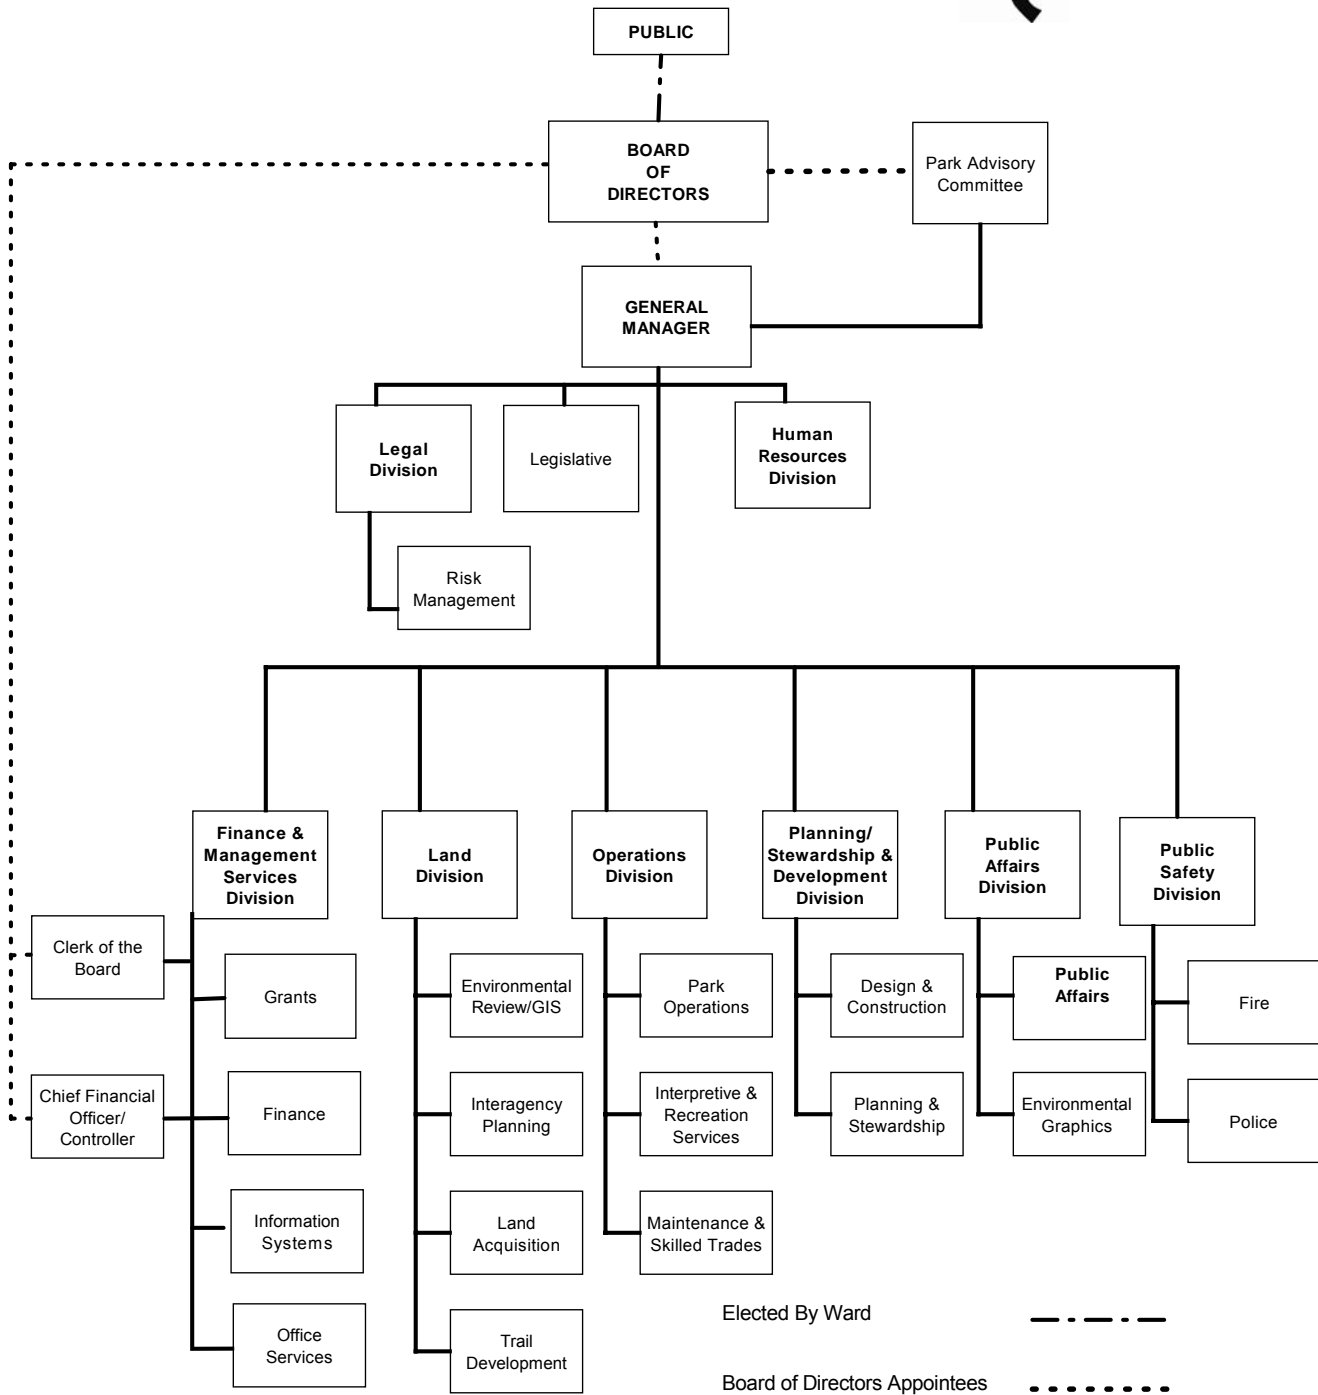 PUBLIC
BOARD
OF
DIRECTORS
Park Advisory
Committee
GENERAL
MANAGER
Legal
Division
Legislative
Human
Resources
Division
Risk
Management
Finance &
Management
Services
Division
Land
Division
Operations
Division
Planning/
Stewardship &
Development
Division
Public
Affairs
Division
Public
Safety
Division
Clerk of the
Board
Grants
Environmental
Review/GIS
Park
Operations
Design &
Construction
Public
Affairs
Fire
Chief Financial
Officer/
Controller
Finance
Interagency
Planning
Interpretive &
Recreation
Services
Planning &
Stewardship
Environmental
Graphics
Police
Information
Systems
Land
Acquisition
Maintenance &
Skilled Trades
Office
Services
Trail
Development
Elected By Ward
Board of Directors Appointees